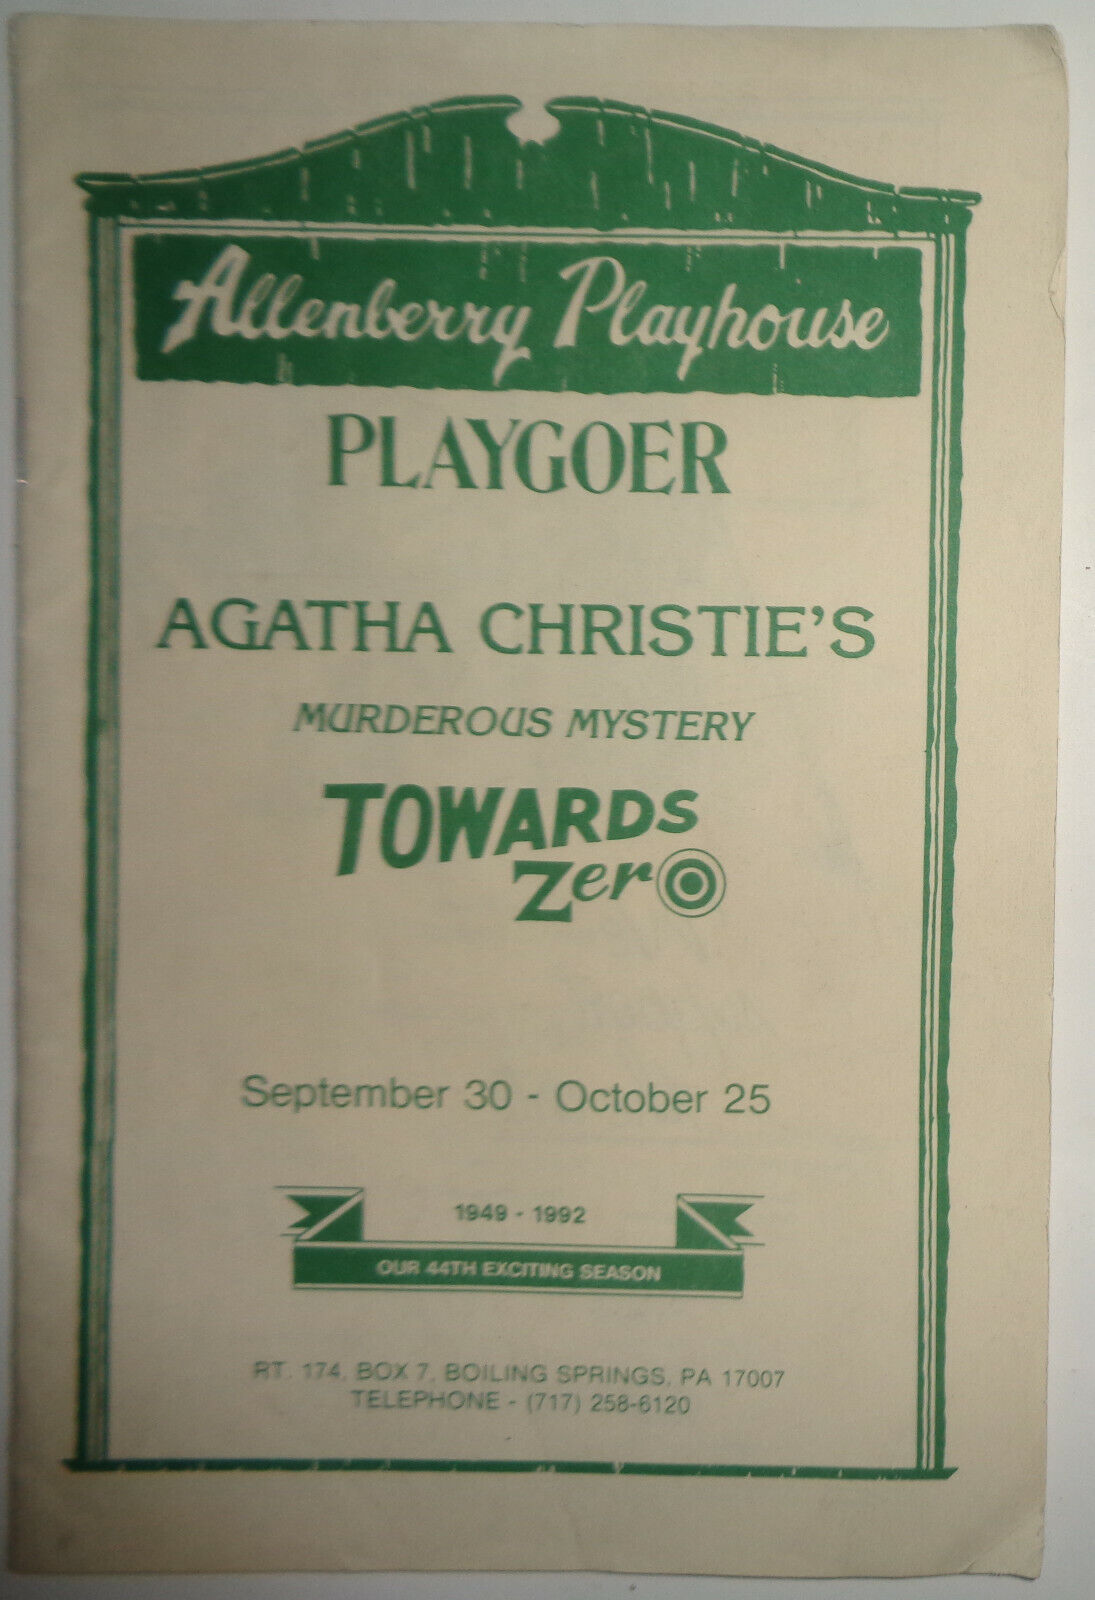 Allenberry Playhouse
PLAYGOER
AGATHA CHRISTIE'S
MURDEROUS MYSTERY
TOWARDS
Zero
September 30 - October 25
1949 - 1992
OUR 44TH EXCITING SEASON
RT. 174, BOX 7, BOILING SPRINGS, PA 17007
TELEPHONE - (717) 258-6120